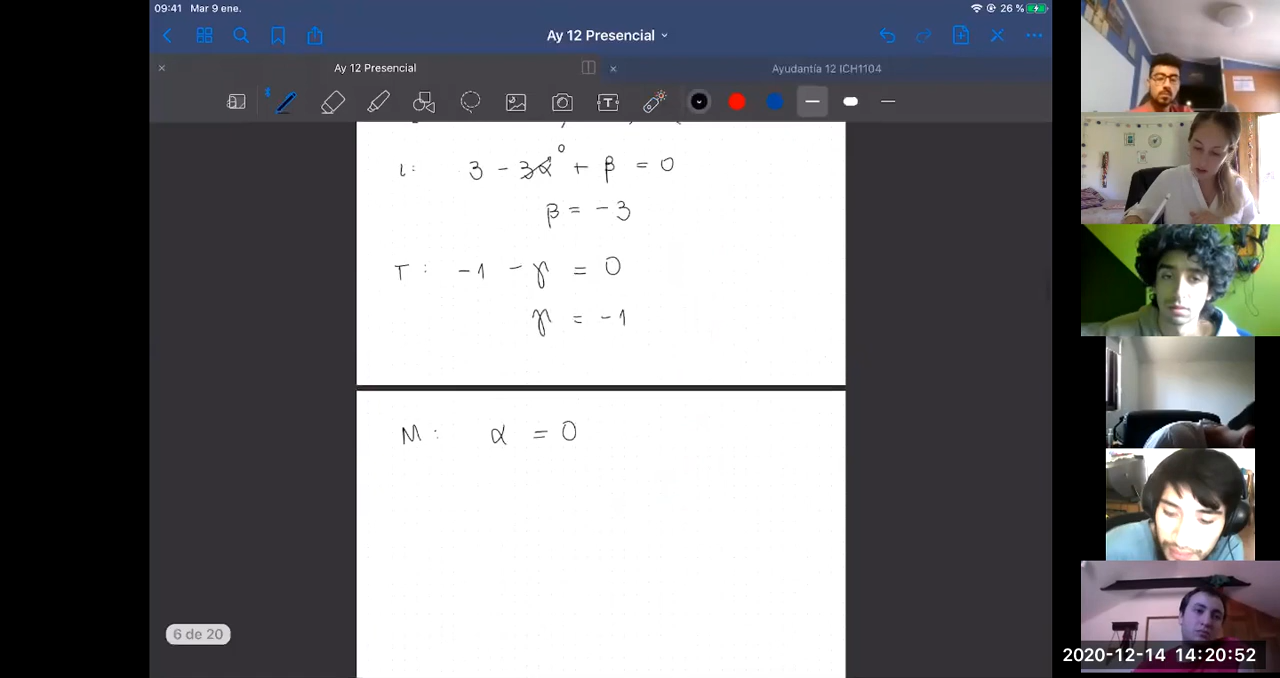 09:41 Mar 9 ene. 26 %
Ay 12 Presencial
Ay 12 Presencial Ayudantía 12 ICH1104
L: 3 - 3α⁰ + β = 0
β = -3
T: -1 - γ = 0
γ = -1
M: α = 0
6 de 20
2020-12-14 14:20:52